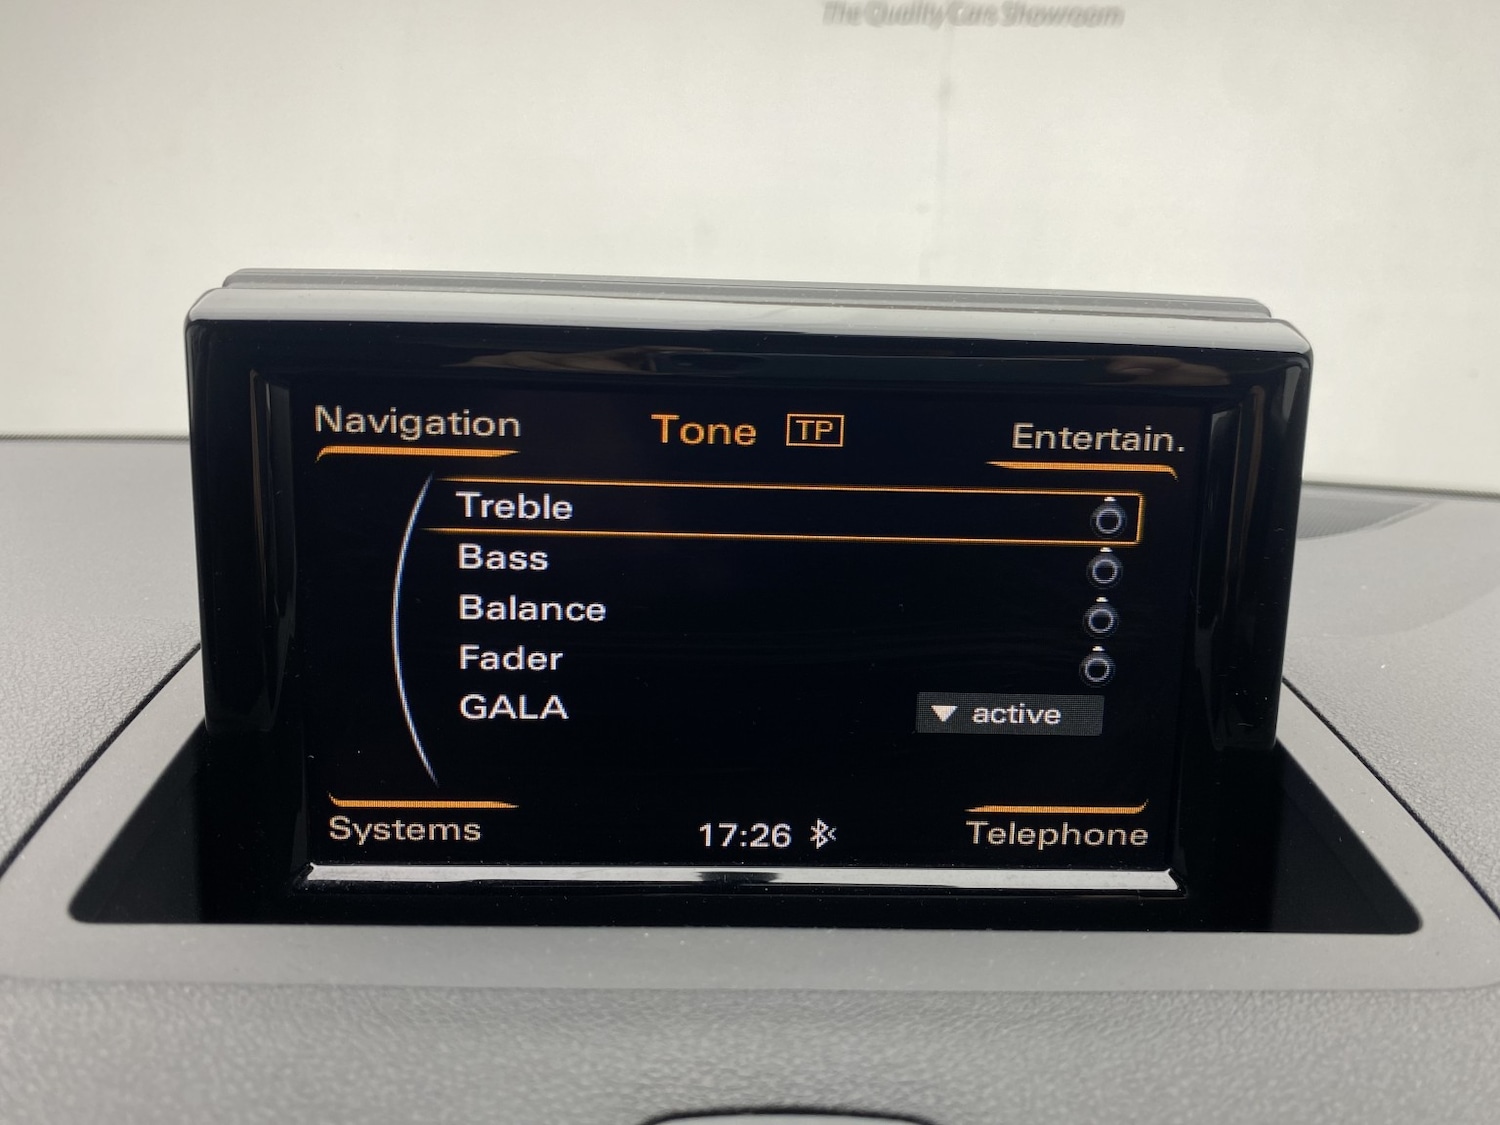 The Quality Cars Showroom
Navigation
Tone TP
Entertain.
Treble
Bass
Balance
Fader
GALA
active
Systems
17:26
Telephone